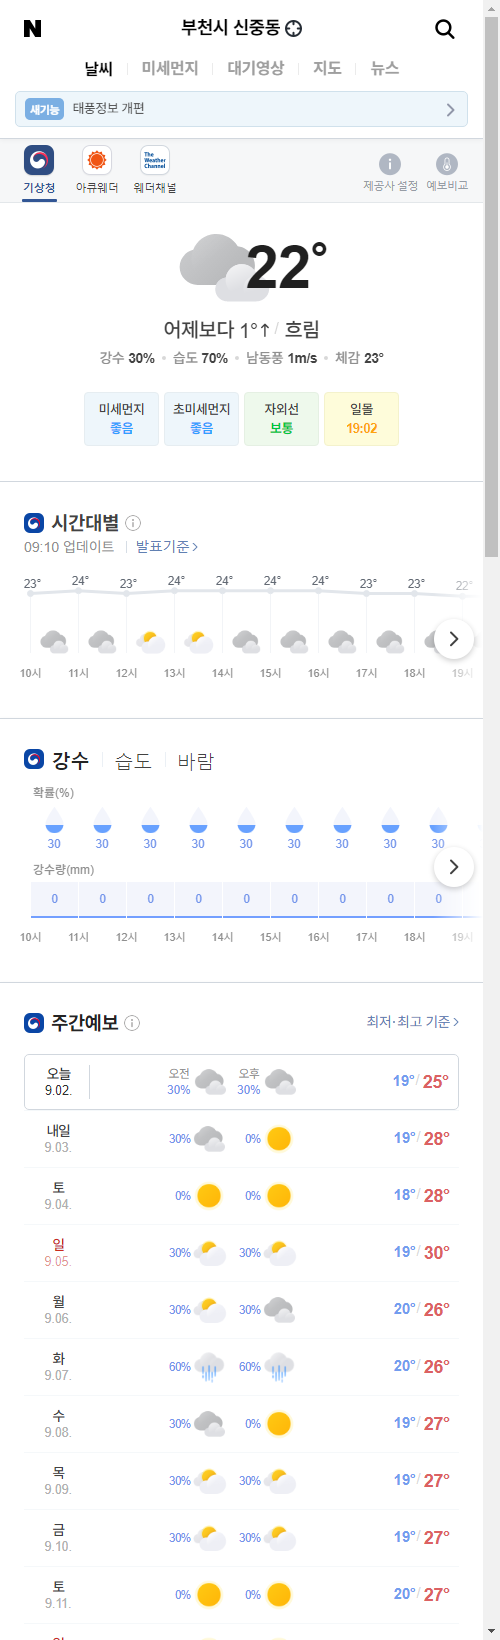 N
부천시 신중동
날씨 미세먼지 대기영상 지도 뉴스
새기능 태풍정보 개편
The Weather Channel
기상청 아큐웨더 웨더채널 제공사 설정 예보비교
22°
어제보다 1°↑ / 흐림
강수 30% 습도 70% 남동풍 1m/s 체감 23°
미세먼지 초미세먼지 자외선 일몰
좋음 좋음 보통 19:02
시간대별
09:10 업데이트 발표기준
23° 24° 23° 24° 24° 24° 24° 23° 23° 22°
10시 11시 12시 13시 14시 15시 16시 17시 18시 19시
강수 습도 바람
확률(%)
30 30 30 30 30 30 30 30 30
강수량(mm)
0 0 0 0 0 0 0 0 0
10시 11시 12시 13시 14시 15시 16시 17시 18시 19시
주간예보 최저·최고 기준
오늘 9.02. 오전 30% 오후 30% 19°/25°
내일 9.03. 30% 0% 19°/28°
토 9.04. 0% 0% 18°/28°
일 9.05. 30% 30% 19°/30°
월 9.06. 30% 30% 20°/26°
화 9.07. 60% 60% 20°/26°
수 9.08. 30% 0% 19°/27°
목 9.09. 30% 30% 19°/27°
금 9.10. 30% 30% 19°/27°
토 9.11. 0% 0% 20°/27°